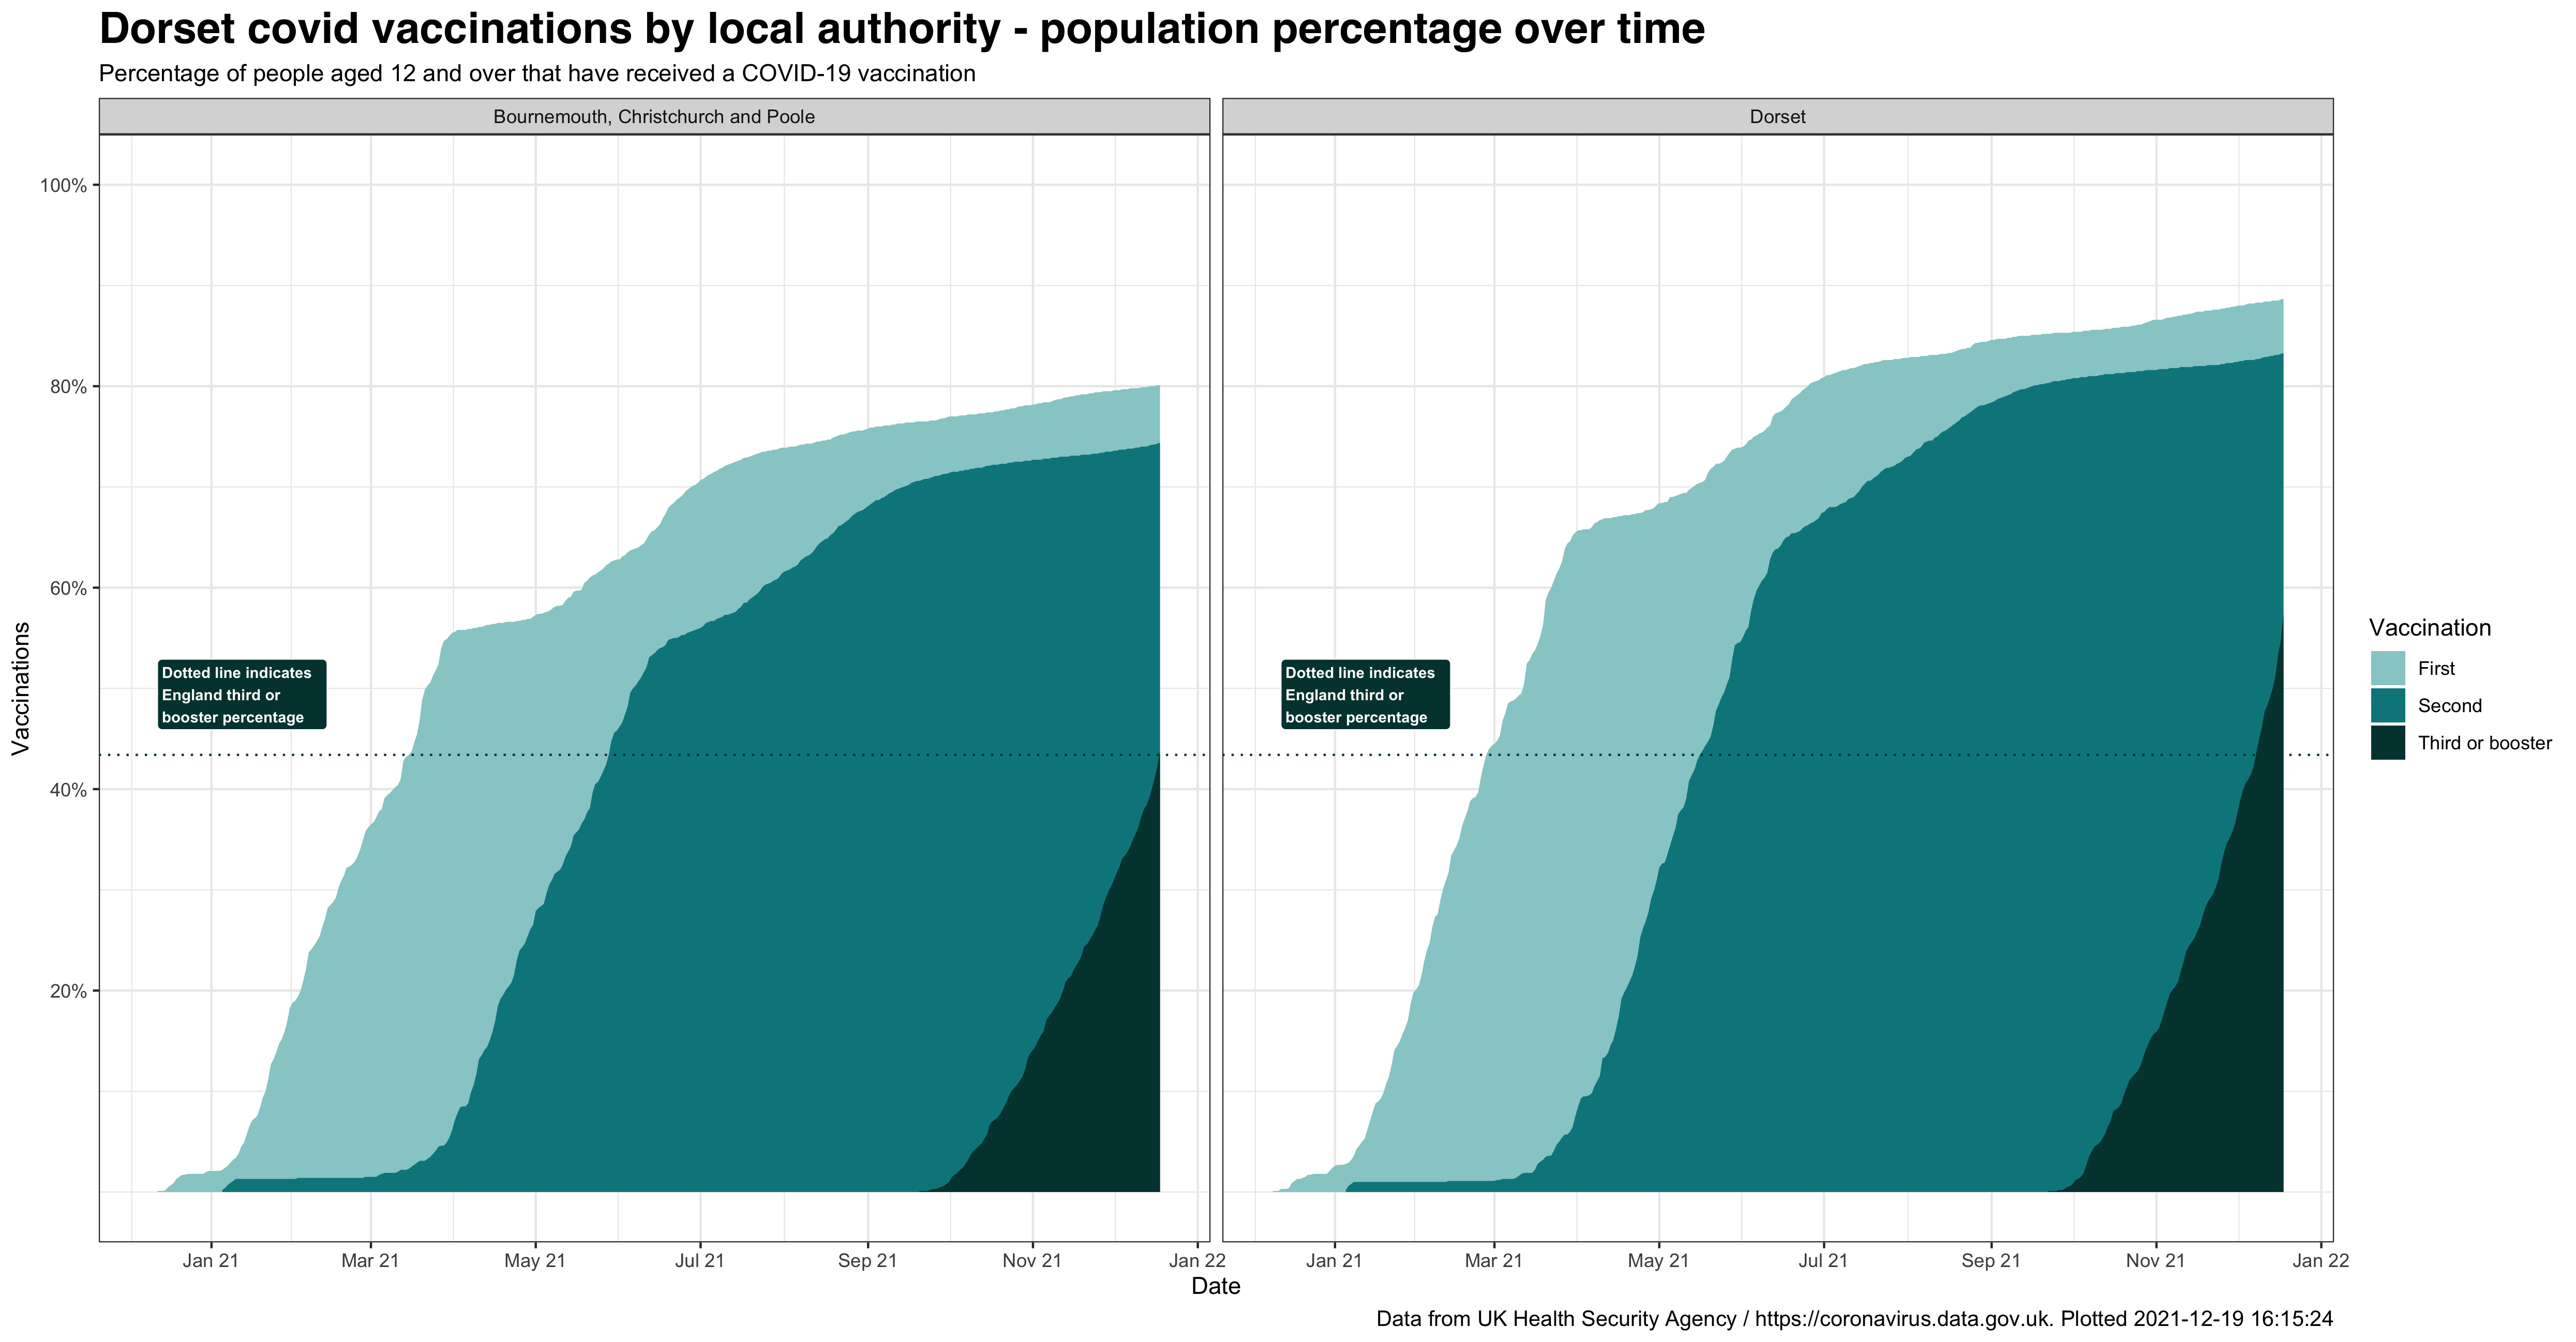 Dorset covid vaccinations by local authority - population percentage over time
Percentage of people aged 12 and over that have received a COVID-19 vaccination
Bournemouth, Christchurch and Poole
Dorset
100%
80%
60%
40%
20%
Vaccinations
Dotted line indicates
England third or
booster percentage
Dotted line indicates
England third or
booster percentage
Vaccination
First
Second
Third or booster
Jan 21 Mar 21 May 21 Jul 21 Sep 21 Nov 21 Jan 22
Jan 21 Mar 21 May 21 Jul 21 Sep 21 Nov 21 Jan 22
Date
Data from UK Health Security Agency / https://coronavirus.data.gov.uk. Plotted 2021-12-19 16:15:24